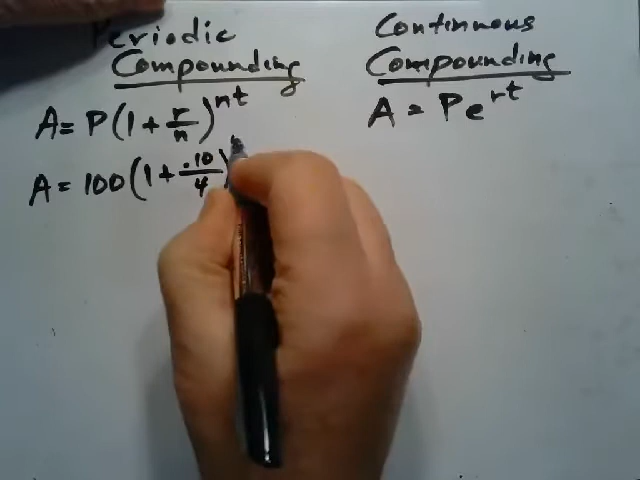 Periodic
Compounding
A = P(1 + r/n)^nt
A = 100(1 + .10/4)
Continuous
Compounding
A = Pe^rt